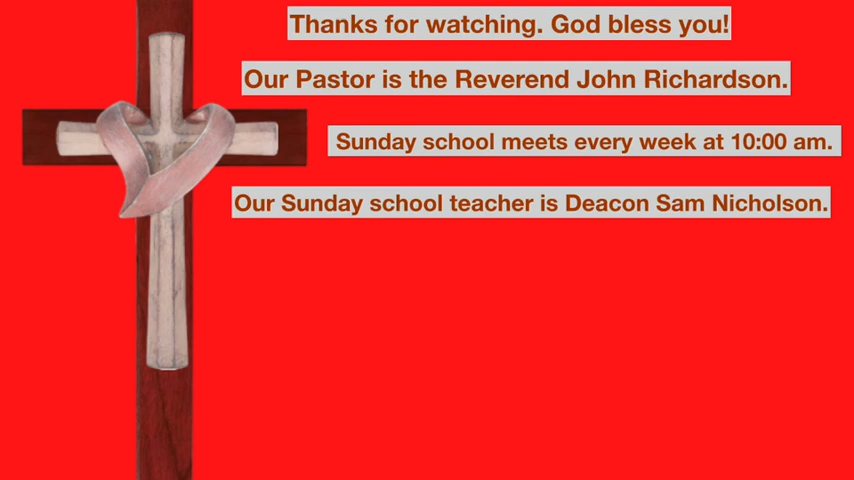 Thanks for watching. God bless you!
Our Pastor is the Reverend John Richardson.
Sunday school meets every week at 10:00 am.
Our Sunday school teacher is Deacon Sam Nicholson.